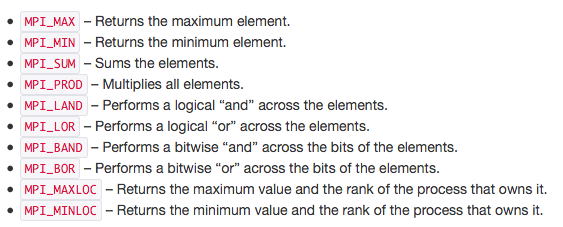 • MPI_MAX – Returns the maximum element.
• MPI_MIN – Returns the minimum element.
• MPI_SUM – Sums the elements.
• MPI_PROD – Multiplies all elements.
• MPI_LAND – Performs a logical “and” across the elements.
• MPI_LOR – Performs a logical “or” across the elements.
• MPI_BAND – Performs a bitwise “and” across the bits of the elements.
• MPI_BOR – Performs a bitwise “or” across the bits of the elements.
• MPI_MAXLOC – Returns the maximum value and the rank of the process that owns it.
• MPI_MINLOC – Returns the minimum value and the rank of the process that owns it.